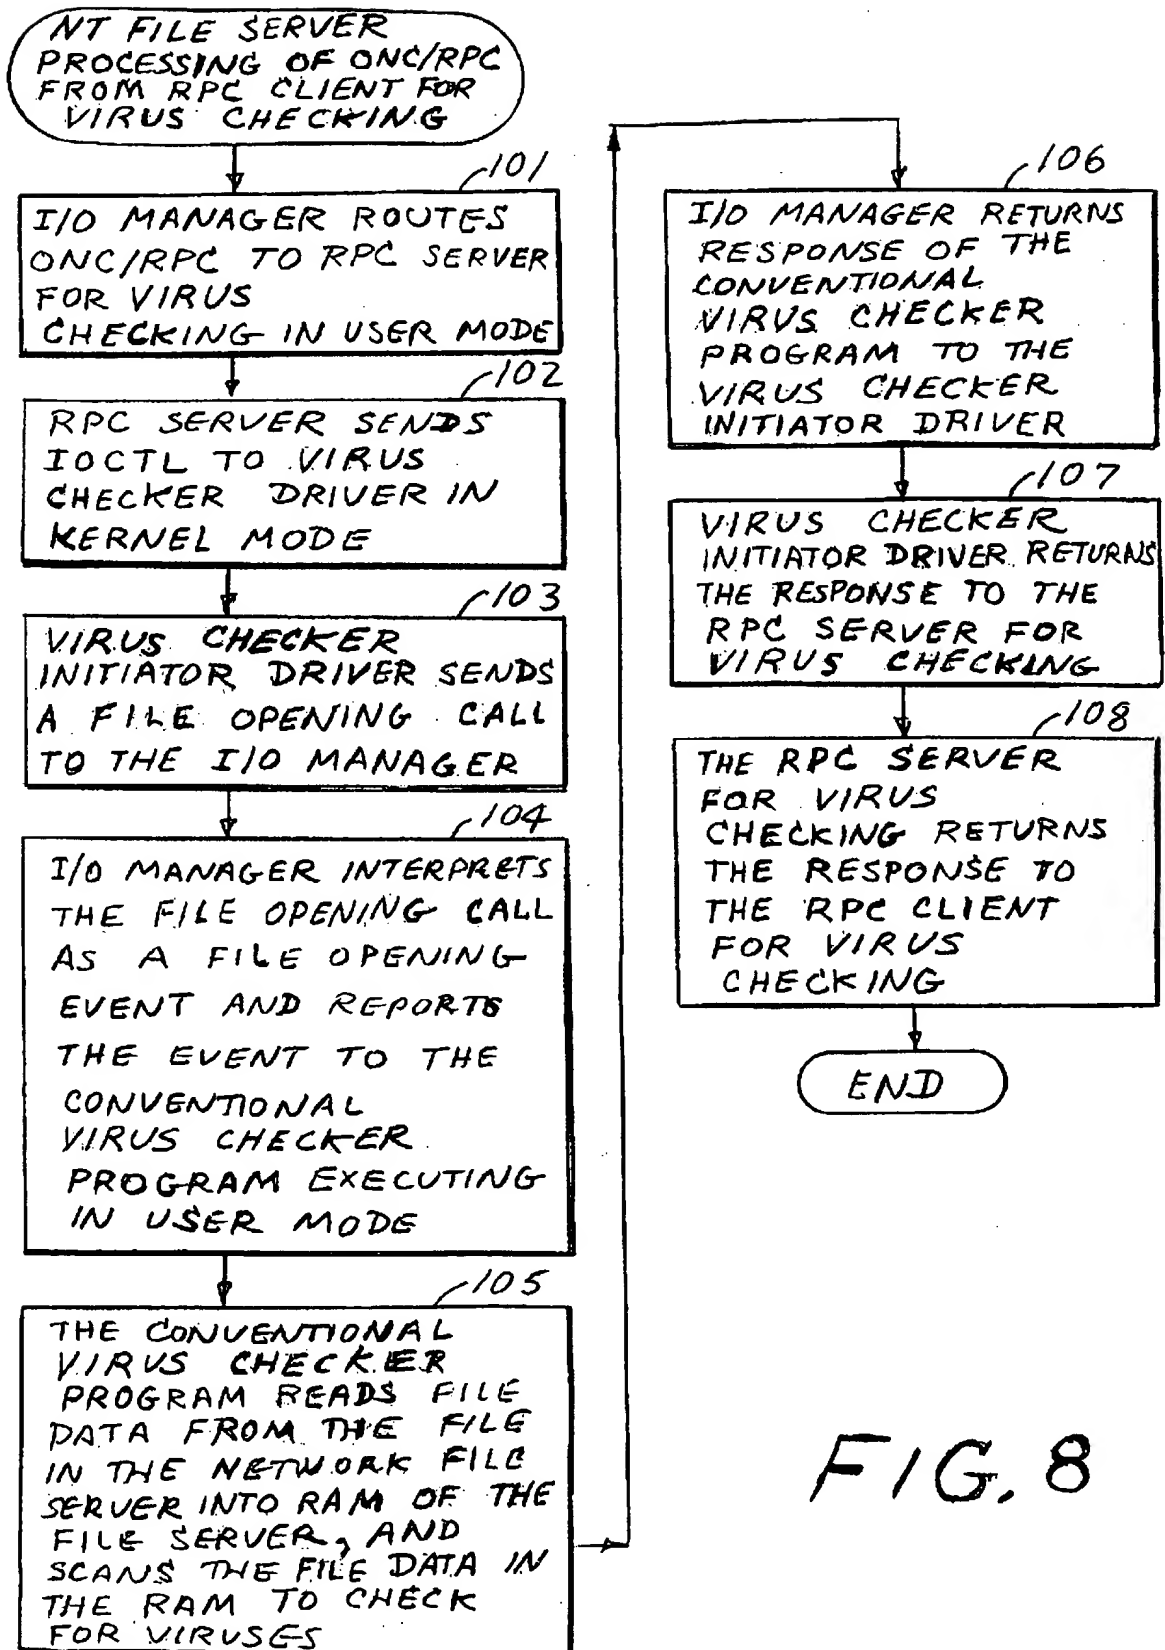 NT FILE SERVER
PROCESSING OF ONC/RPC
FROM RPC CLIENT FOR
VIRUS CHECKING
101
I/O MANAGER ROUTES
ONC/RPC TO RPC SERVER
FOR VIRUS
CHECKING IN USER MODE
102
RPC SERVER SENDS
IOCTL TO VIRUS
CHECKER DRIVER IN
KERNEL MODE
103
VIRUS CHECKER
INITIATOR DRIVER SENDS
A FILE OPENING CALL
TO THE I/O MANAGER
104
I/O MANAGER INTERPRETS
THE FILE OPENING CALL
AS A FILE OPENING
EVENT AND REPORTS
THE EVENT TO THE
CONVENTIONAL
VIRUS CHECKER
PROGRAM EXECUTING
IN USER MODE
105
THE CONVENTIONAL
VIRUS CHECKER
PROGRAM READS FILE
DATA FROM THE FILE
IN THE NETWORK FILE
SERVER INTO RAM OF THE
FILE SERVER, AND
SCANS THE FILE DATA IN
THE RAM TO CHECK
FOR VIRUSES
106
I/O MANAGER RETURNS
RESPONSE OF THE
CONVENTIONAL
VIRUS CHECKER
PROGRAM TO THE
VIRUS CHECKER
INITIATOR DRIVER
107
VIRUS CHECKER
INITIATOR DRIVER RETURNS
THE RESPONSE TO THE
RPC SERVER FOR
VIRUS CHECKING
108
THE RPC SERVER
FOR VIRUS
CHECKING RETURNS
THE RESPONSE TO
THE RPC CLIENT
FOR VIRUS
CHECKING
END
FIG. 8